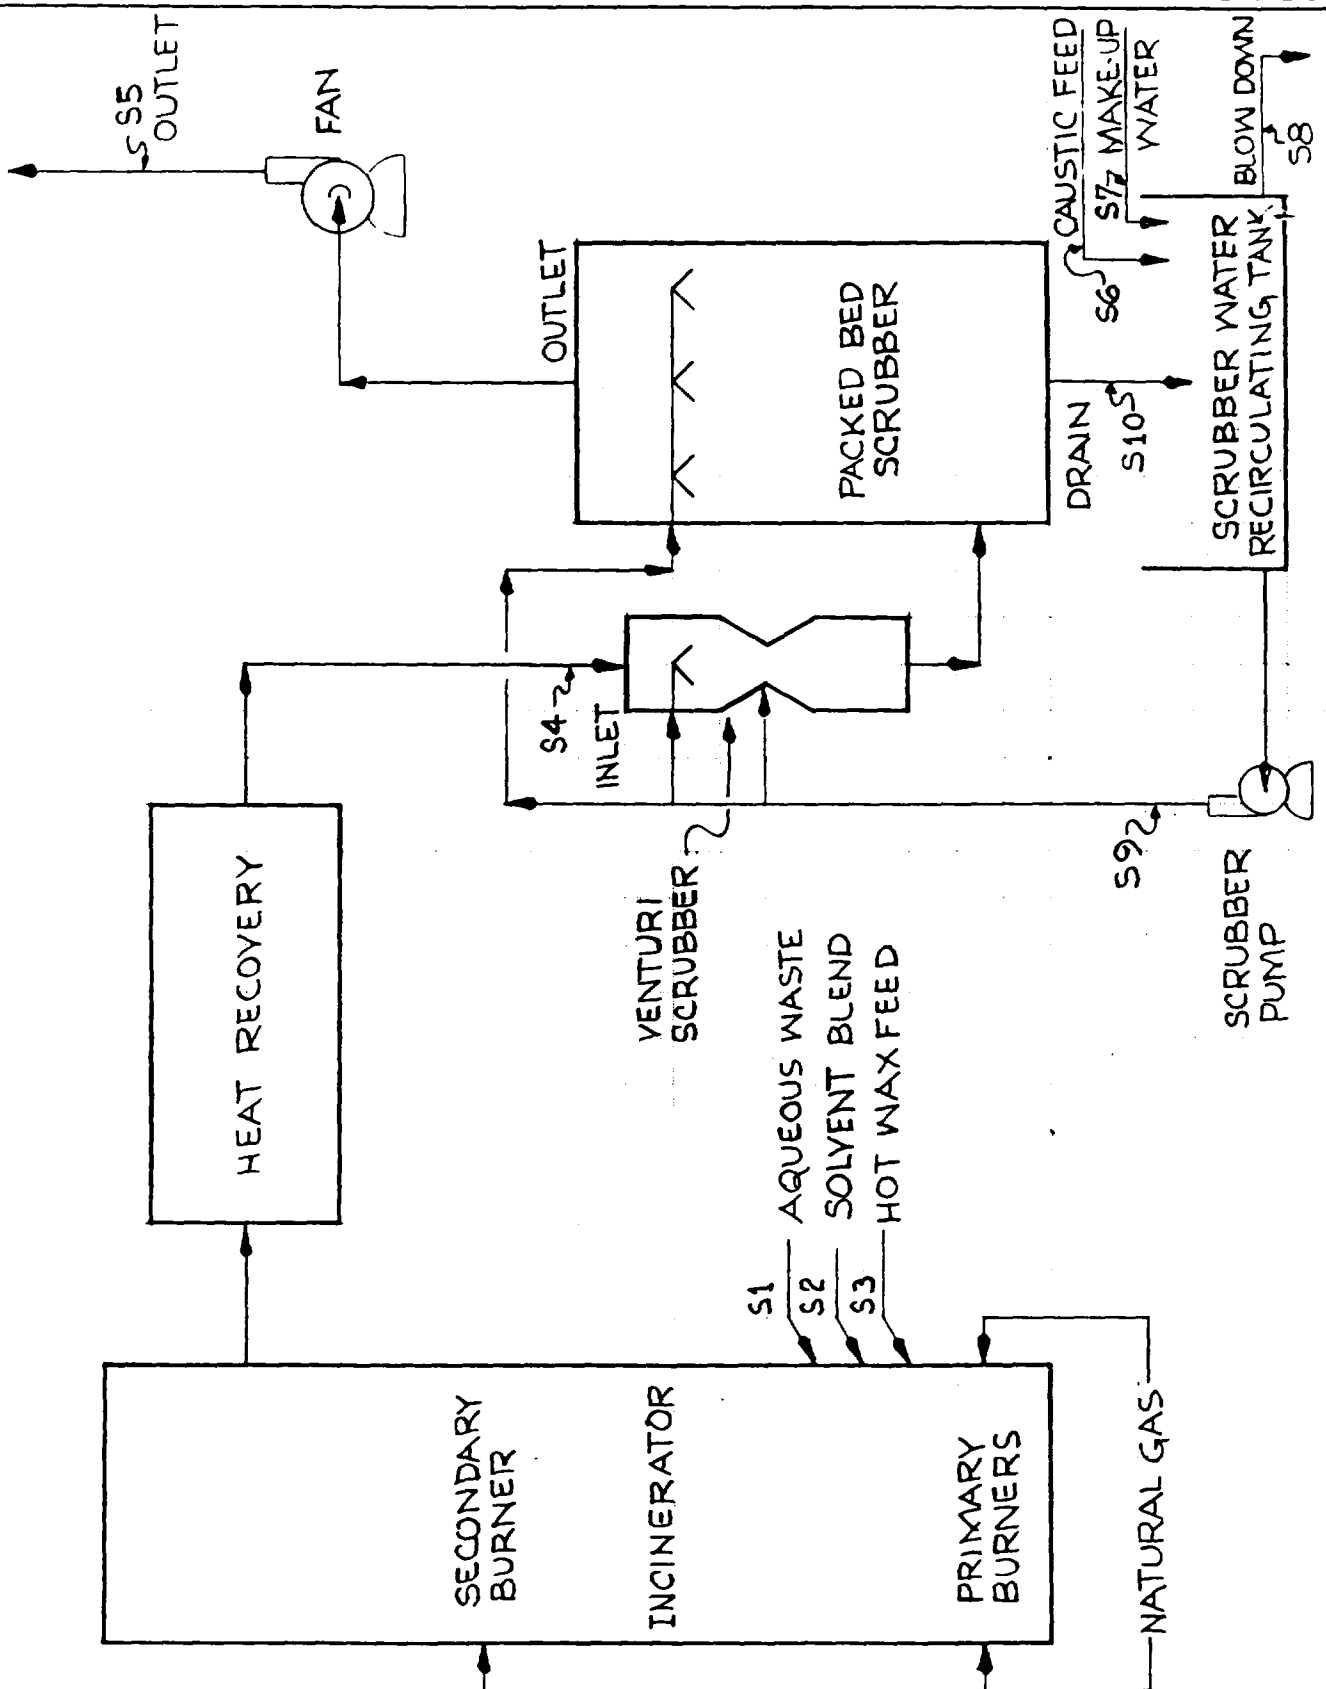 S5
OUTLET
FAN
OUTLET
PACKED BED
SCRUBBER
CAUSTIC FEED
S6
S7 MAKE-UP
WATER
BLOW DOWN
S8
DRAIN
S10
SCRUBBER WATER
RECIRCULATING TANK
S4
INLET
HEAT RECOVERY
VENTURI
SCRUBBER
S9
SCRUBBER
PUMP
S1
AQUEOUS WASTE
S2
SOLVENT BLEND
S3
HOT WAX FEED
SECONDARY
BURNER
INCINERATOR
PRIMARY
BURNERS
NATURAL GAS